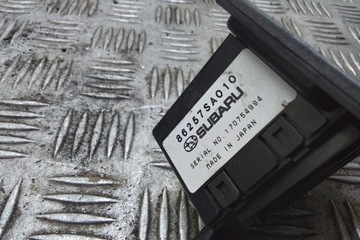 86257SA010
SUBARU
SERIAL NO. 170754994
MADE IN JAPAN